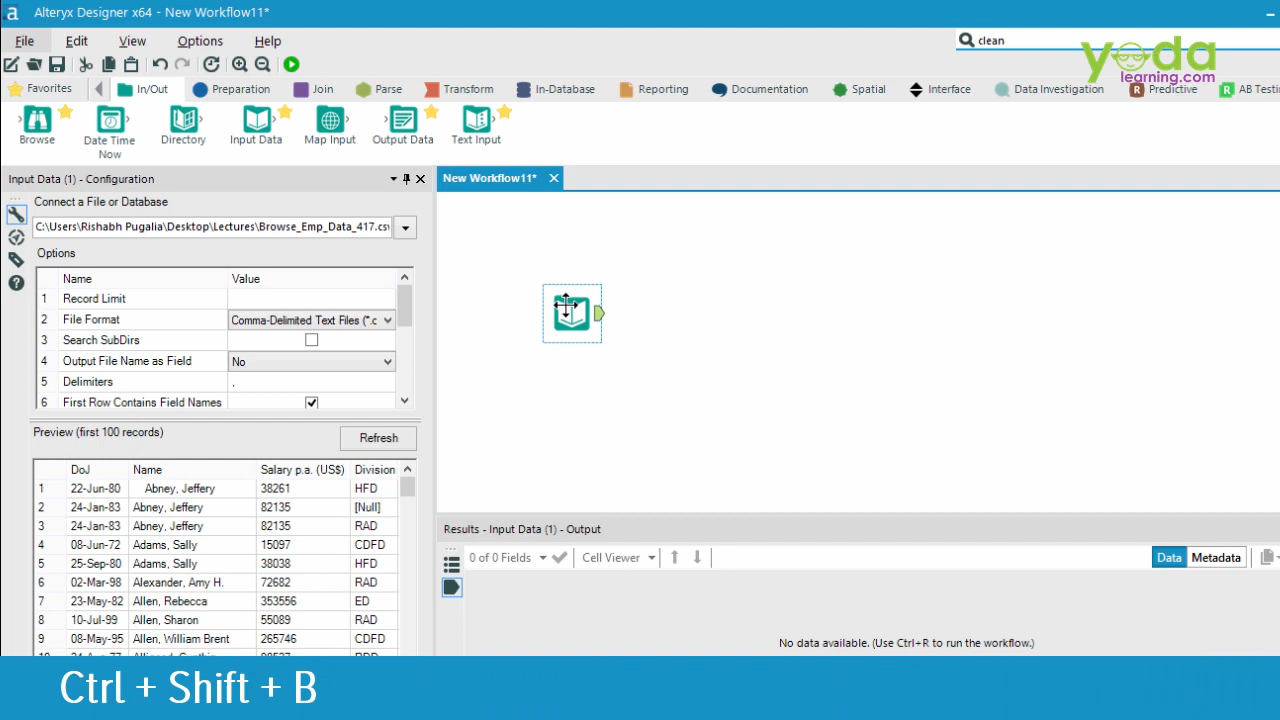 a Alteryx Designer x64 - New Workflow11*
File Edit View Options Help
clean
yoda
learning.com
Favorites In/Out Preparation Join Parse Transform In-Database Reporting Documentation Spatial Interface Data Investigation R Predictive R AB Testi
Browse Date Time Now Directory Input Data Map Input Output Data Text Input
Input Data (1) - Configuration
New Workflow11*
Connect a File or Database
C:\Users\Rishabh Pugalia\Desktop\Lectures\Browse_Emp_Data_417.csv
Options
Name Value
1 Record Limit
2 File Format Comma-Delimited Text Files (*.c
3 Search SubDirs
4 Output File Name as Field No
5 Delimiters ,
6 First Row Contains Field Names
Preview (first 100 records)
Refresh
DoJ Name Salary p.a. (US$) Division
1 22-Jun-80 Abney, Jeffery 38261 HFD
2 24-Jan-83 Abney, Jeffery 82135 [Null]
3 24-Jan-83 Abney, Jeffery 82135 RAD
4 08-Jun-72 Adams, Sally 15097 CDFD
5 25-Sep-80 Adams, Sally 38038 HFD
6 02-Mar-98 Alexander, Amy H. 72682 RAD
7 23-May-82 Allen, Rebecca 353556 ED
8 10-Jul-99 Allen, Sharon 55089 RAD
9 08-May-95 Allen, William Brent 265746 CDFD
Results - Input Data (1) - Output
0 of 0 Fields Cell Viewer Data Metadata
No data available. (Use Ctrl+R to run the workflow.)
Ctrl + Shift + B